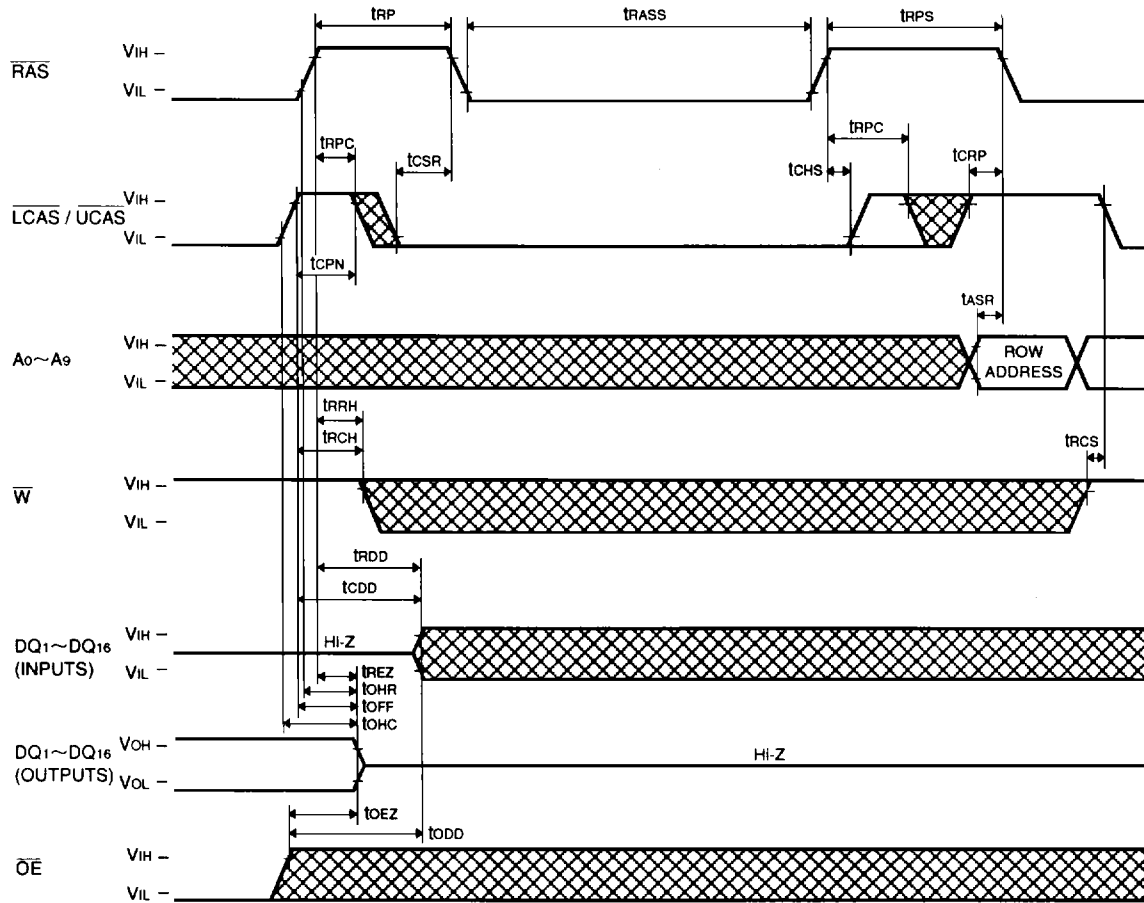 tRP tRASS tRPS
RAS
VIH
VIL
tRPC tCSR tRPC tCHS tCRP
LCAS / UCAS
VIH
VIL
tCPN
tASR
A0~A9
VIH
VIL
ROW
ADDRESS
tRRH
tRCH
tRCS
W
VIH
VIL
tRDD
tCDD
DQ1~DQ16
(INPUTS)
VIH
VIL
Hi-Z
tREZ
tOHR
tOFF
tOHC
DQ1~DQ16
(OUTPUTS)
VOH
VOL
Hi-Z
tOEZ
tODD
OE
VIH
VIL